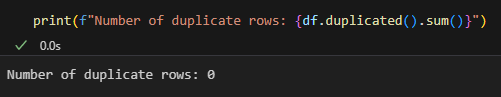 print(f"Number of duplicate rows: {df.duplicated().sum()}")
✓ 0.0s
Number of duplicate rows: 0